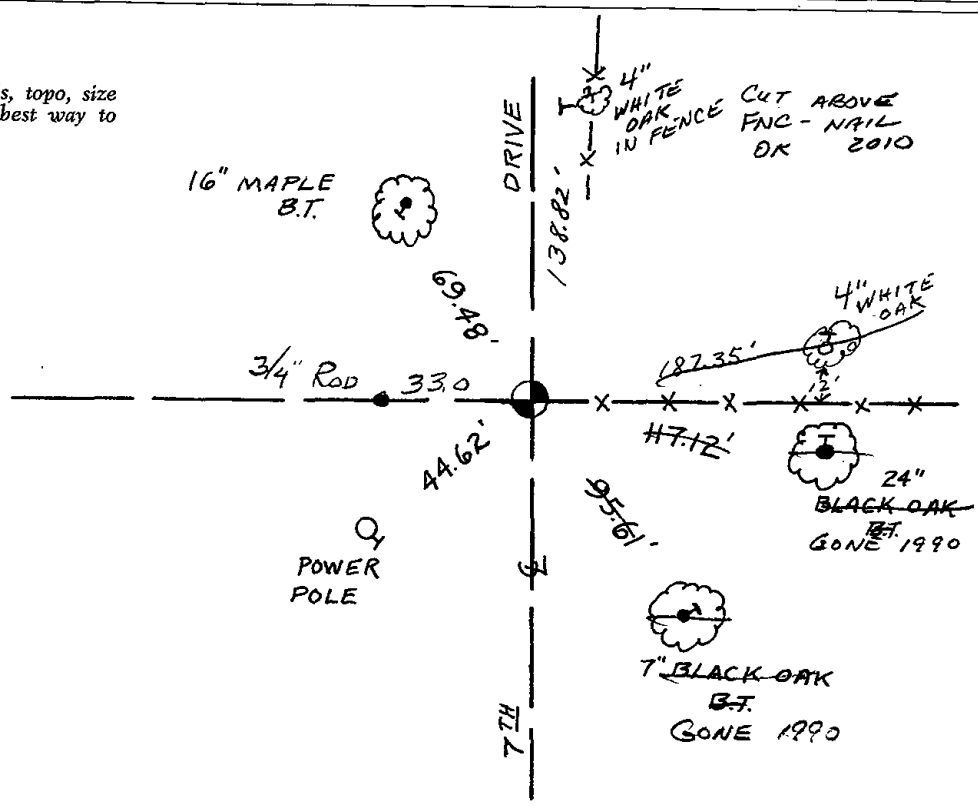 s, topo, size
best way to
4"
WHITE
OAK
IN FENCE
CUT ABOVE
FNC - NAIL
OK 2010
DRIVE
138.82'
16" MAPLE
B.T.
69.48'
4" WHITE
OAK
187.35'
2'
3/4" ROD
33.0
117.12'
44.62'
95.61'
24"
BLACK OAK
B.T.
GONE 1990
POWER
POLE
℄
7" BLACK OAK
B.T.
GONE 1990
7TH